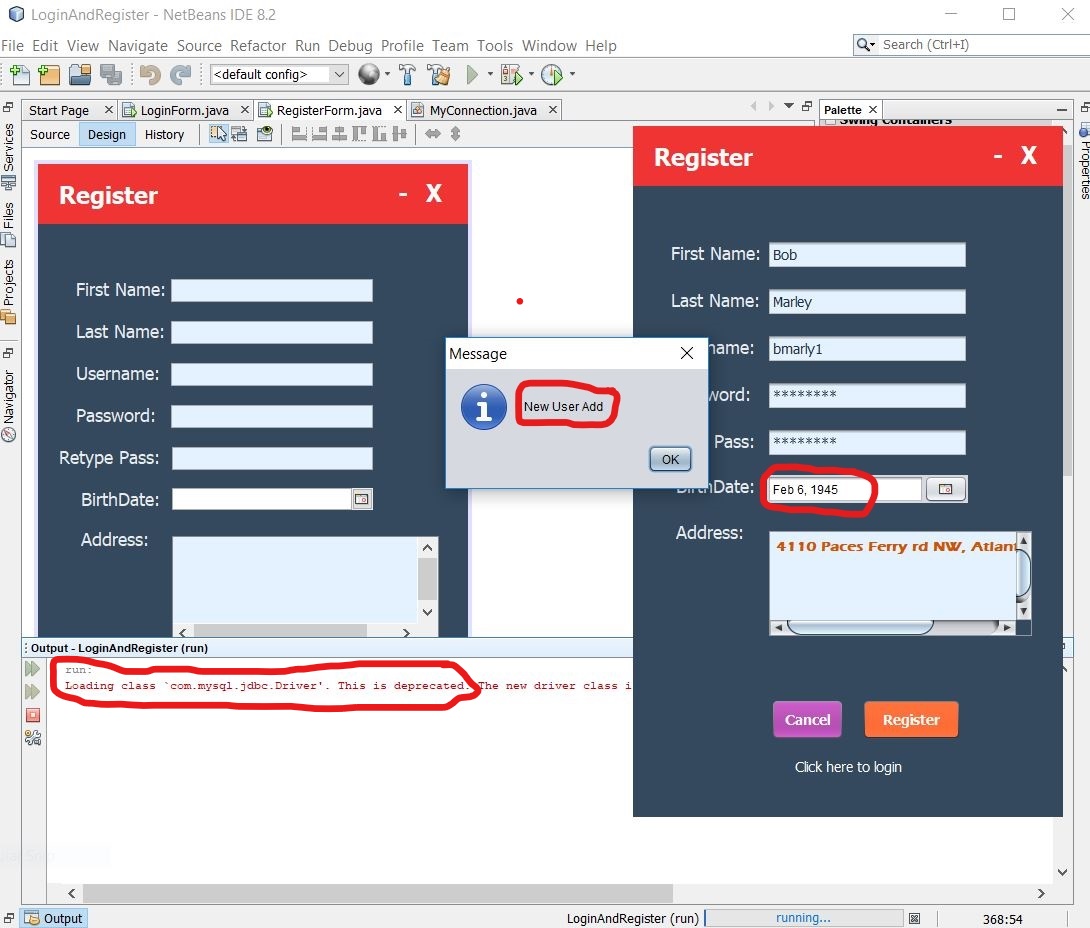 LoginAndRegister - NetBeans IDE 8.2
File Edit View Navigate Source Refactor Run Debug Profile Team Tools Window Help
Search (Ctrl+I)
<default config>
Start Page
LoginForm.java
RegisterForm.java
MyConnection.java
Palette
Source Design History
Swing Containers
Services
Files
Projects
Navigator
Properties
Register - X
First Name:
Last Name:
Username:
Password:
Retype Pass:
BirthDate:
Address:
Message
New User Add
OK
Register - X
First Name: Bob
Last Name: Marley
name: bmarly1
word: ********
Pass: ********
BirthDate: Feb 6, 1945
Address:
4110 Paces Ferry rd NW, Atlan
Cancel Register
Click here to login
Output - LoginAndRegister (run)
run:
Loading class `com.mysql.jdbc.Driver'. This is deprecated. The new driver class i
Output
LoginAndRegister (run) running... 368:54